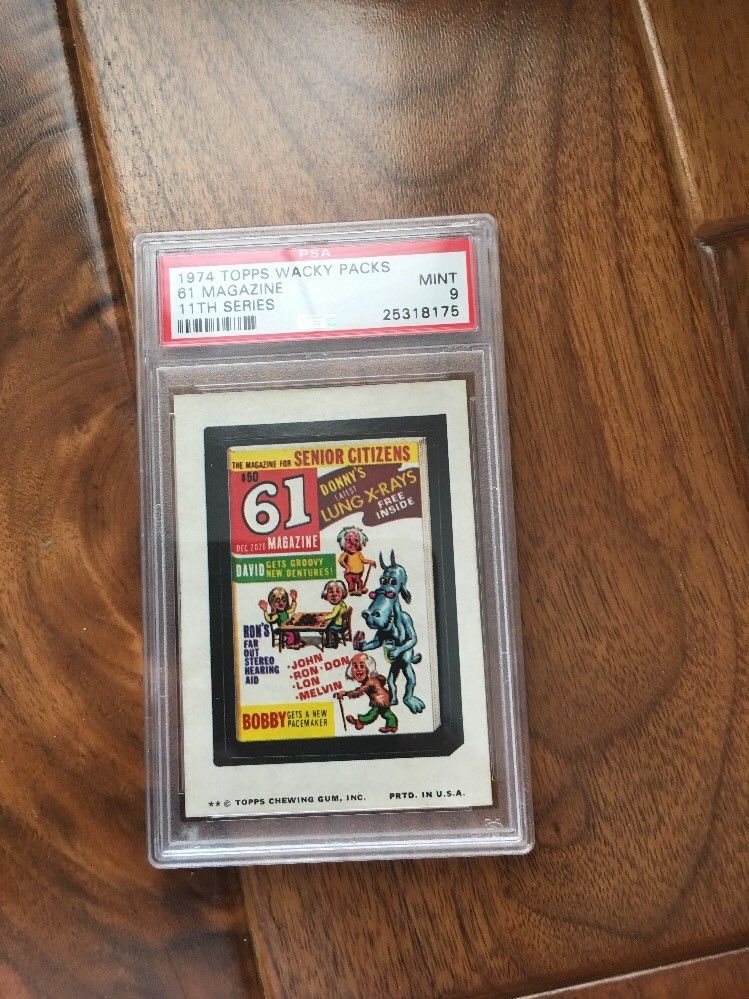 PSA
1974 TOPPS WACKY PACKS
61 MAGAZINE MINT
11TH SERIES 9
25318175
THE MAGAZINE FOR SENIOR CITIZENS
$60
61
DEC 2026 MAGAZINE
DONNY'S
LATEST
LUNG X-RAYS
FREE
INSIDE
DAVID GETS GROOVY
NEW DENTURES!
RON'S
FAR
OUT
STEREO
HEARING
AID
•JOHN
•RON •DON
•LON
•MELVIN
BOBBY GETS A NEW
PACEMAKER
** © TOPPS CHEWING GUM, INC. PRTD. IN U.S.A.